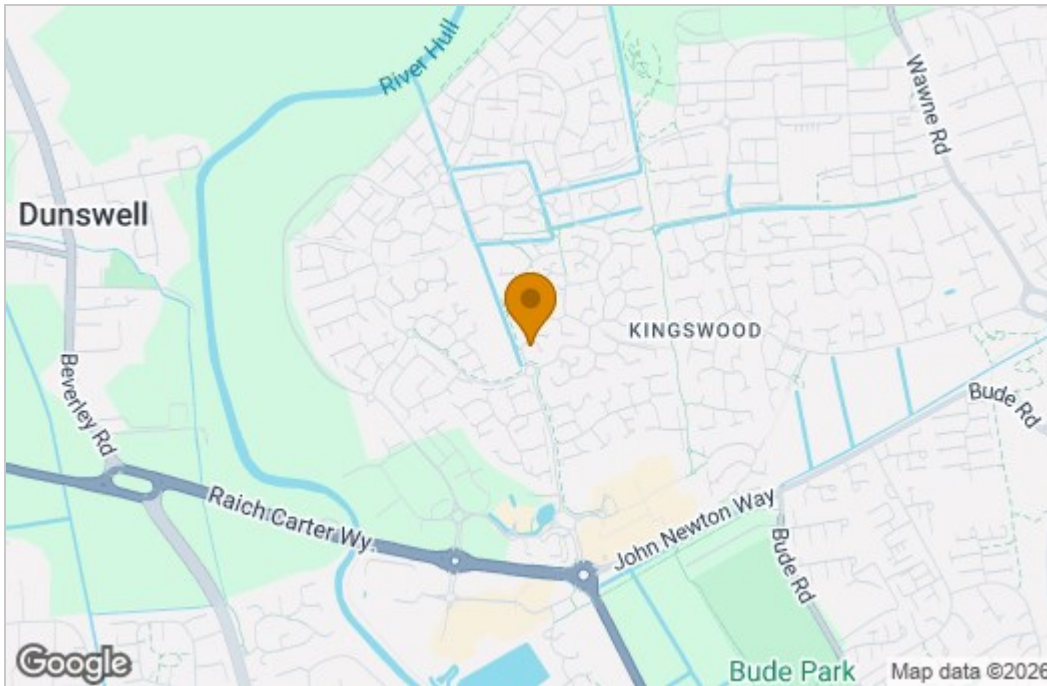 River Hull
Wawne Rd
Dunswell
KINGSWOOD
Beverley Rd
Bude Rd
Raich Carter Wy.
John Newton Way
Bude Rd
Bude Park
Google
Map data ©2026